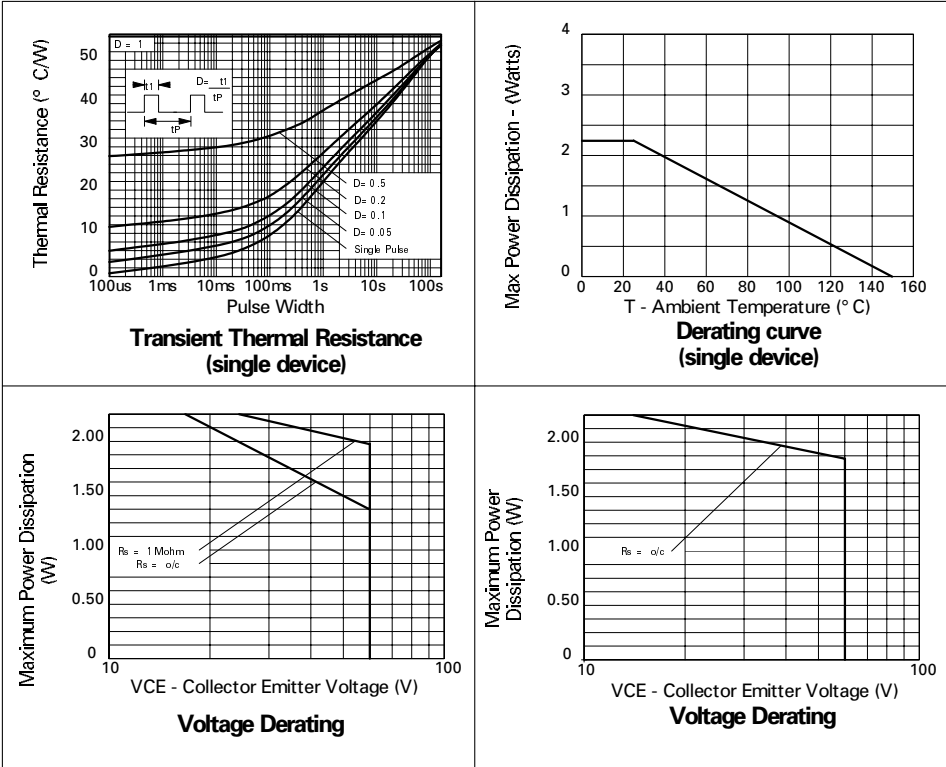 Thermal Resistance (° C/W)
50
40
30
20
10
0
D = 1
t1
D= t1
tP
tP
D= 0.5
D= 0.2
D= 0.1
D= 0.05
Single Pulse
100us 1ms 10ms 100ms 1s 10s 100s
Pulse Width
Transient Thermal Resistance
(single device)
Max Power Dissipation - (Watts)
4
3
2
1
0
0 20 40 60 80 100 120 140 160
T - Ambient Temperature (° C)
Derating curve
(single device)
Maximum Power Dissipation
(W)
2.00
1.50
1.00
0.50
0
Rs = 1 Mohm
Rs = o/c
10 100
VCE - Collector Emitter Voltage (V)
Voltage Derating
Maximum Power
Dissipation (W)
2.00
1.50
1.00
0.50
0
Rs = o/c
10 100
VCE - Collector Emitter Voltage (V)
Voltage Derating